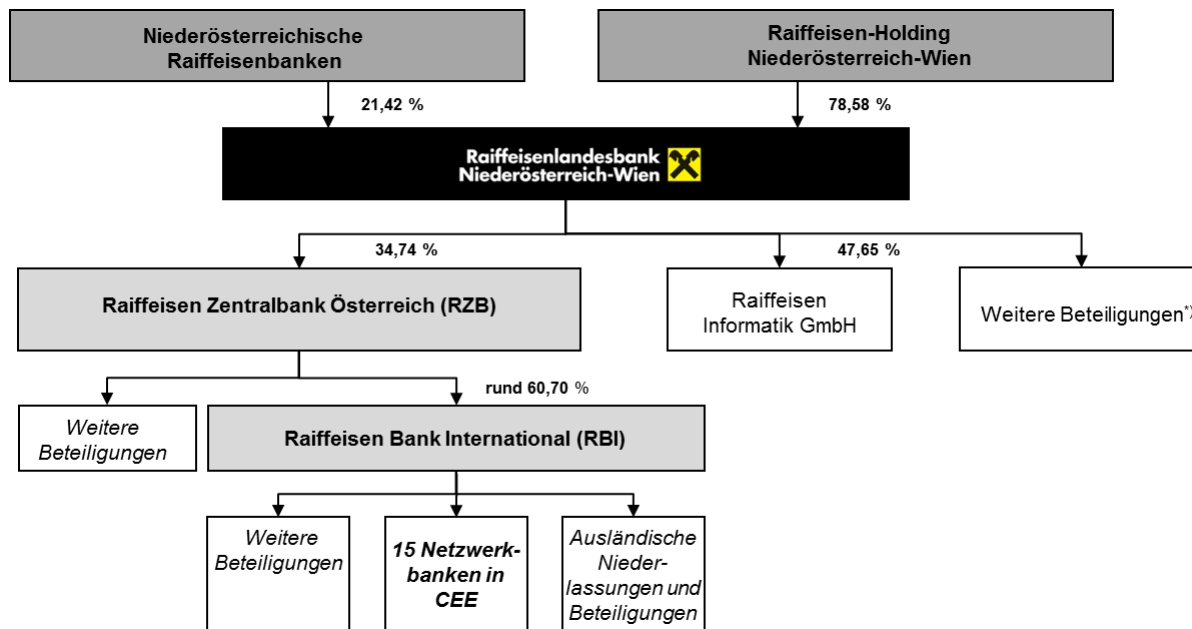 Niederösterreichische
Raiffeisenbanken
Raiffeisen-Holding
Niederösterreich-Wien
21,42 %
78,58 %
Raiffeisenlandesbank
Niederösterreich-Wien
34,74 %
47,65 %
Raiffeisen Zentralbank Österreich (RZB)
Raiffeisen
Informatik GmbH
Weitere Beteiligungen*)
rund 60,70 %
Weitere
Beteiligungen
Raiffeisen Bank International (RBI)
Weitere
Beteiligungen
15 Netzwerk-
banken in
CEE
Ausländische
Nieder-
lassungen und
Beteiligungen